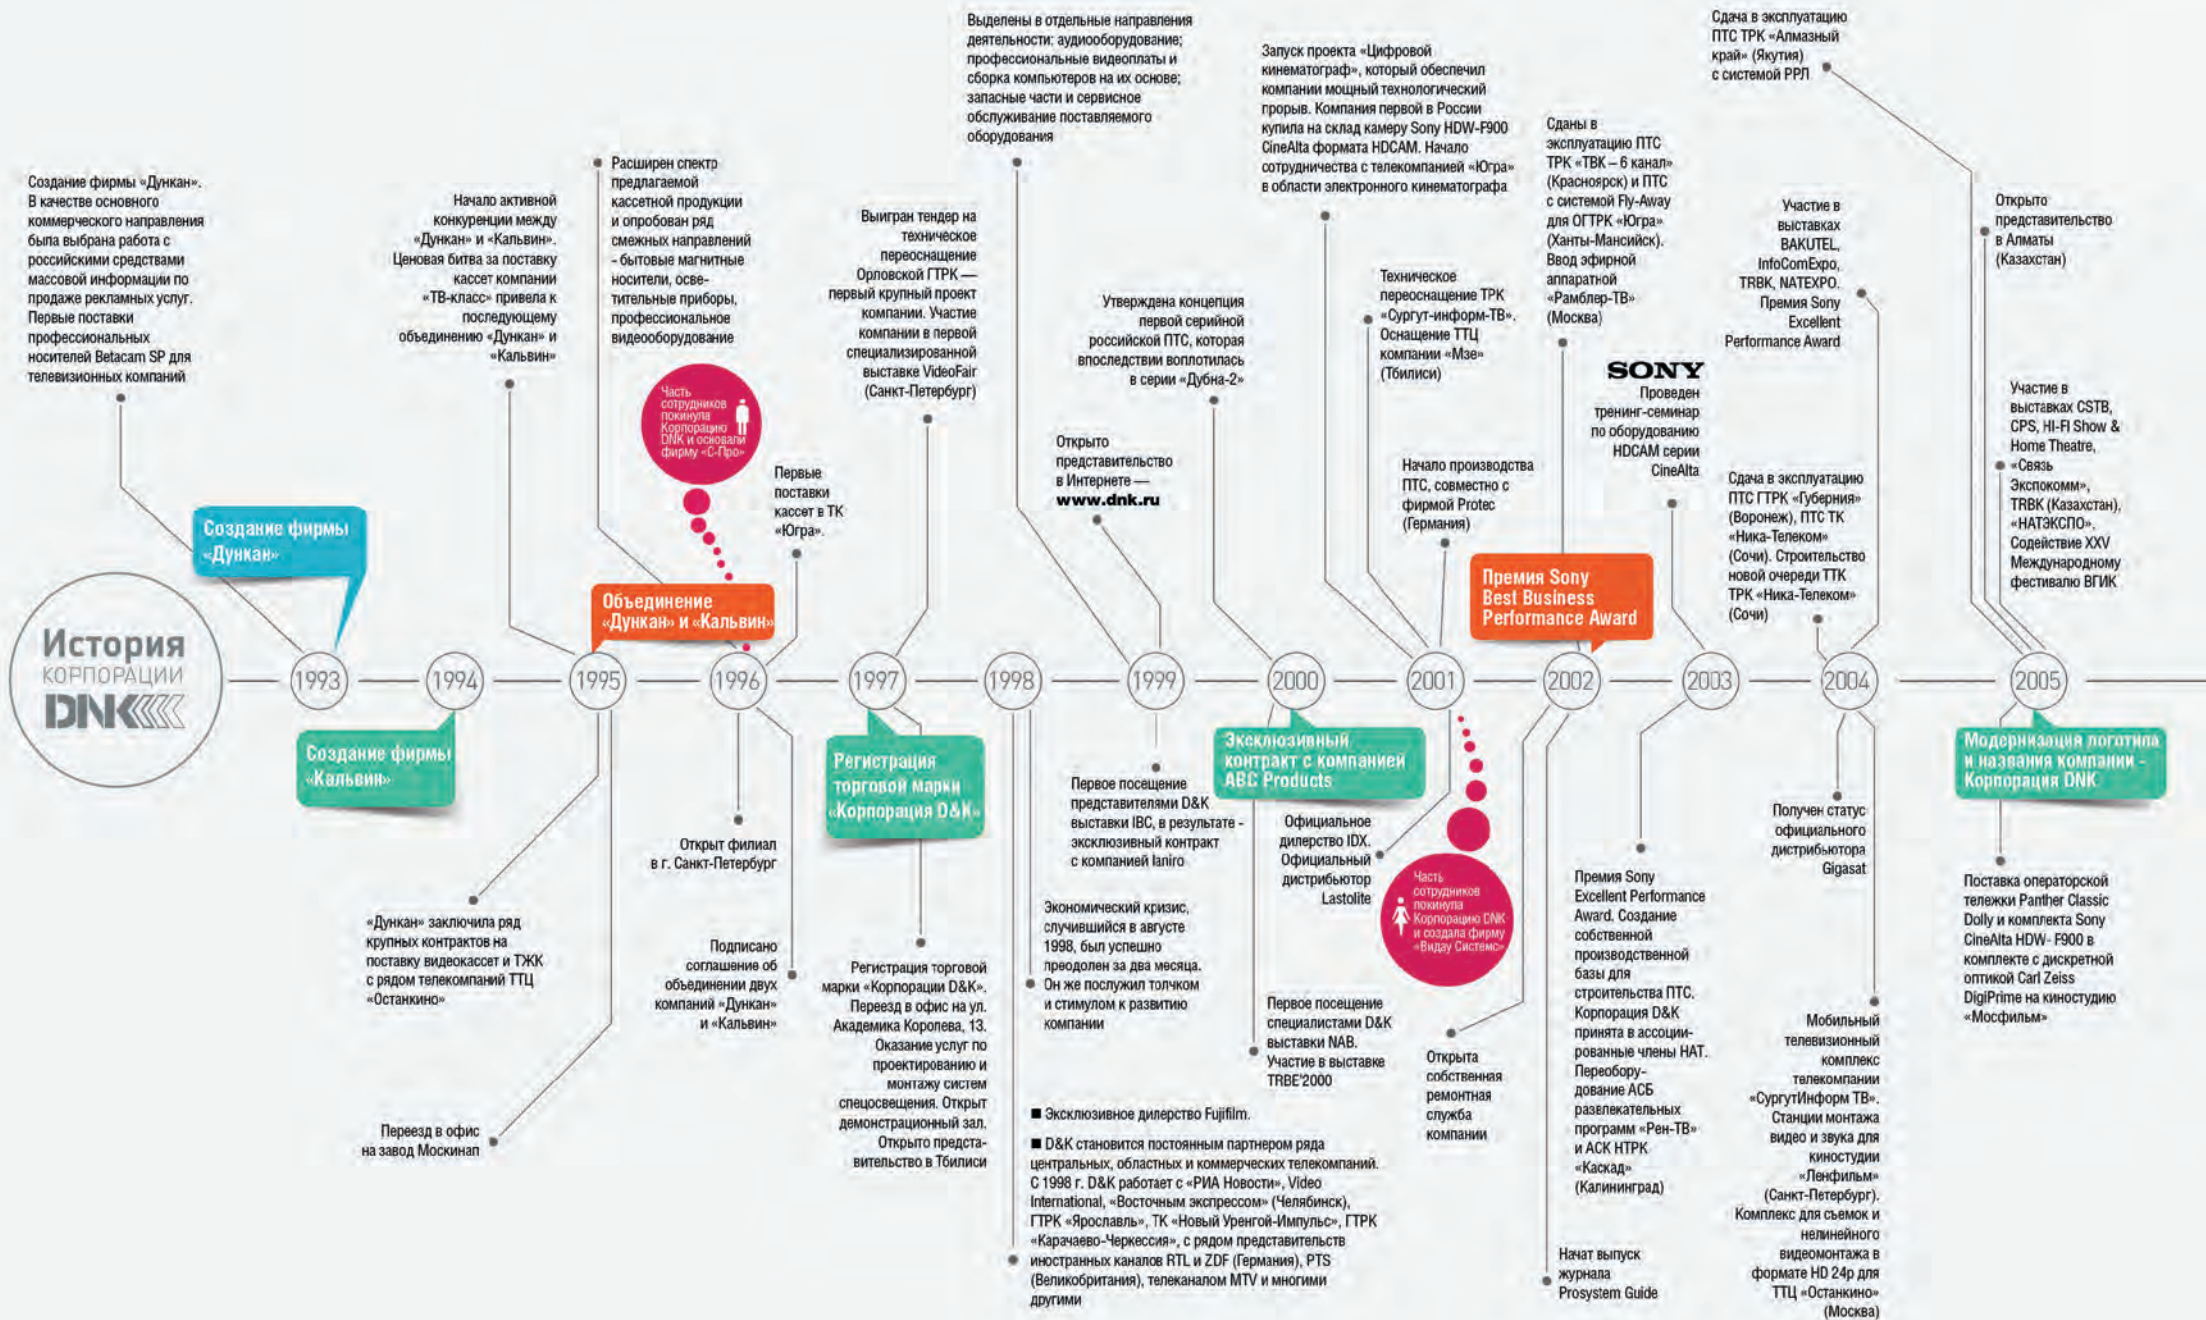 Создание фирмы «Дункан».
В качестве основного
коммерческого направления
была выбрана работа с
российскими средствами
массовой информации по
продаже рекламных услуг.
Первые поставки
профессиональных
носителей Betacam SP для
телевизионных компаний
Начало активной
конкуренции между
«Дункан» и «Кальвин».
Ценовая битва за поставку
кассет компании
«ТВ-класс» привела к
последующему
объединению «Дункан» и
«Кальвин»
Расширен спектр
предлагаемой
кассетной продукции
и опробован ряд
смежных направлений
- бытовые магнитные
носители, осве-
тительные приборы,
профессиональное
видеооборудование
Часть
сотрудников
покинула
Корпорацию
DNK и основали
фирму «С-Про»
Первые
поставки
кассет в ТК
«Югра».
Выигран тендер на
техническое
переоснащение
Орловской ГТРК —
первый крупный проект
компании. Участие
компании в первой
специализированной
выставке VideoFair
(Санкт-Петербург)
Выделены в отдельные направления
деятельности: аудиооборудование;
профессиональные видеоплаты и
сборка компьютеров на их основе;
запасные части и сервисное
обслуживание поставляемого
оборудования
Открыто
представительство
в Интернете —
www.dnk.ru
Утверждена концепция
первой серийной
российской ПТС, которая
впоследствии воплотилась
в серии «Дубна-2»
Запуск проекта «Цифровой
кинематограф», который обеспечил
компании мощный технологический
прорыв. Компания первой в России
купила на склад камеру Sony HDW-F900
CineAlta формата HDCAM. Начало
сотрудничества с телекомпанией «Югра»
в области электронного кинематографа
Техническое
переоснащение ТРК
«Сургут-информ-ТВ».
Оснащение ТТЦ
компании «Мзе»
(Тбилиси)
Начало производства
ПТС, совместно с
фирмой Protec
(Германия)
Сданы в
эксплуатацию ПТС
ТРК «ТВК – 6 канал»
(Красноярск) и ПТС
с системой Fly-Away
для ОГТРК «Югра»
(Ханты-Мансийск).
Ввод эфирной
аппаратной
«Рамблер-ТВ»
(Москва)
SONY
Проведен
тренинг-семинар
по оборудованию
HDCAM серии
CineAlta
Участие в
выставках
BAKUTEL,
InfoComExpo,
TRBK, NATEXPO.
Премия Sony
Excellent
Performance Award
Сдача в эксплуатацию
ПТС ГТРК «Губерния»
(Воронеж), ПТС ТК
«Ника-Телеком»
(Сочи). Строительство
новой очереди ТТК
ТРК «Ника-Телеком»
(Сочи)
Сдача в эксплуатацию
ПТС ТРК «Алмазный
край» (Якутия)
с системой РРЛ
Открыто
представительство
в Алматы
(Казахстан)
Участие в
выставках CSTB,
CPS, HI-FI Show &
Home Theatre,
«Связь
Экспокомм»,
TRBK (Казахстан),
«НАТЭКСПО».
Содействие XXV
Международному
фестивалю ВГИК
Создание фирмы
«Дункан»
Объединение
«Дункан» и «Кальвин»
Премия Sony
Best Business
Performance Award
История
КОРПОРАЦИИ
DNK
1993
1994
1995
1996
1997
1998
1999
2000
2001
2002
2003
2004
2005
Создание фирмы
«Кальвин»
Регистрация
торговой марки
«Корпорация D&K»
Эксклюзивный
контракт с компанией
ABC Products
Модернизация логотипа
и названия компании -
Корпорация DNK
«Дункан» заключила ряд
крупных контрактов на
поставку видеокассет и ТЖК
с рядом телекомпаний ТТЦ
«Останкино»
Переезд в офис
на завод Москинап
Открыт филиал
в г. Санкт-Петербург
Подписано
соглашение об
объединении двух
компаний «Дункан»
и «Кальвин»
Регистрация торговой
марки «Корпорации D&K».
Переезд в офис на ул.
Академика Королева, 13.
Оказание услуг по
проектированию и
монтажу систем
спецосвещения. Открыт
демонстрационный зал.
Открыто предста-
вительство в Тбилиси
Первое посещение
представителями D&K
выставки IBC, в результате -
эксклюзивный контракт
с компанией Ianiro
Экономический кризис,
случившийся в августе
1998, был успешно
преодолен за два месяца.
Он же послужил толчком
и стимулом к развитию
компании
■ Эксклюзивное дилерство Fujifilm.
■ D&K становится постоянным партнером ряда
центральных, областных и коммерческих телекомпаний.
С 1998 г. D&K работает с «РИА Новости», Video
International, «Восточным экспрессом» (Челябинск),
ГТРК «Ярославль», ТК «Новый Уренгой-Импульс», ГТРК
«Карачаево-Черкессия», с рядом представительств
иностранных каналов RTL и ZDF (Германия), PTS
(Великобритания), телеканалом MTV и многими
другими
Официальное
дилерство IDX.
Официальный
дистрибьютор
Lastolite
Первое посещение
специалистами D&K
выставки NAB.
Участие в выставке
TRBE'2000
Часть
сотрудников
покинула
Корпорацию DNK
и создала фирму
«Видау Системс»
Открыта
собственная
ремонтная
служба
компании
Премия Sony
Excellent Performance
Award. Создание
собственной
производственной
базы для
строительства ПТС.
Корпорация D&K
принята в ассоции-
рованные члены НАТ.
Переобору-
дование АСБ
развлекательных
программ «Рен-ТВ»
и АСК НТРК
«Каскад»
(Калининград)
Начат выпуск
журнала
Prosystem Guide
Получен статус
официального
дистрибьютора
Gigasat
Мобильный
телевизионный
комплекс
телекомпании
«СургутИнформ ТВ».
Станции монтажа
видео и звука для
киностудии
«Ленфильм»
(Санкт-Петербург).
Комплекс для съемок и
нелинейного
видеомонтажа в
формате HD 24p для
ТТЦ «Останкино»
(Москва)
Поставка операторской
тележки Panther Classic
Dolly и комплекта Sony
CineAlta HDW- F900 в
комплекте с дискретной
оптикой Carl Zeiss
DigiPrime на киностудию
«Мосфильм»